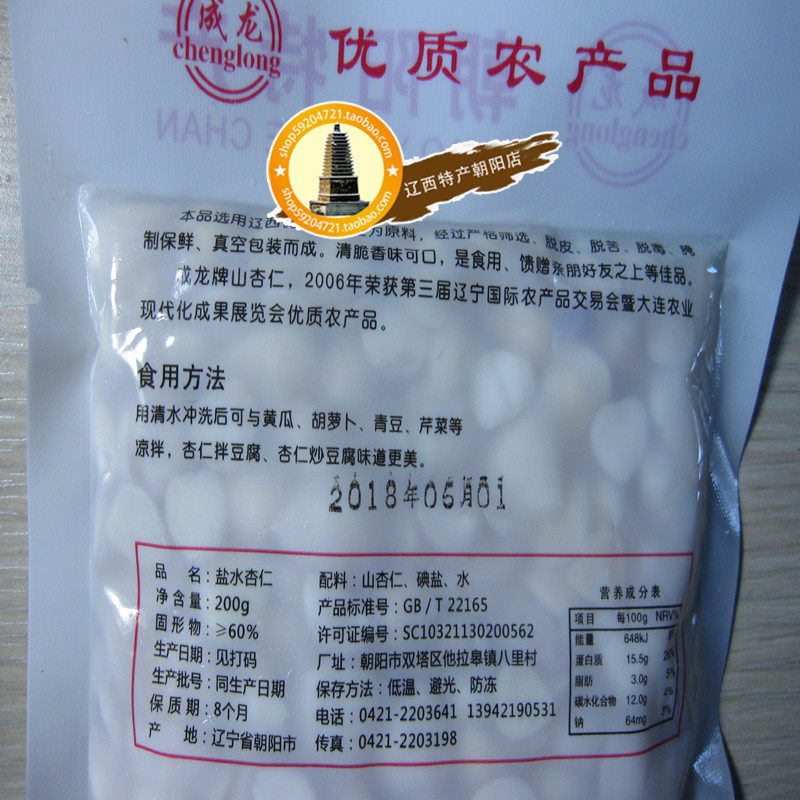 成龙
chenglong
优质农产品
shop59204721.taobao.com
shop59204721.taobao.com
辽西特产朝阳店
本品选用辽西
为原料，经过严格筛选、脱皮、脱苦、脱毒、腌
制保鲜、真空包装而成。清脆香味可口，是食用、馈赠亲朋好友之上等佳品。
成龙牌山杏仁，2006年荣获第三届辽宁国际农产品交易会暨大连农业
现代化成果展览会优质农产品。
食用方法
用清水冲洗后可与黄瓜、胡萝卜、青豆、芹菜等
凉拌，杏仁拌豆腐、杏仁炒豆腐味道更美。
2018年06月01
品 名：盐水杏仁
净含量：200g
固形物：≥60%
生产日期：见打码
生产批号：同生产日期
保质期：8个月
产 地：辽宁省朝阳市
配料：山杏仁、碘盐、水
产品标准号：GB/T 22165
许可证编号：SC10321130200562
厂址：朝阳市双塔区他拉皋镇八里村
保存方法：低温、避光、防冻
电话：0421-2203641 13942190531
传真：0421-2203198
营养成分表
项目 每100g NRV%
能量 648kJ
蛋白质 15.5g 26%
脂肪 3.0g 5%
碳水化合物 12.0g 4%
钠 64mg 3%